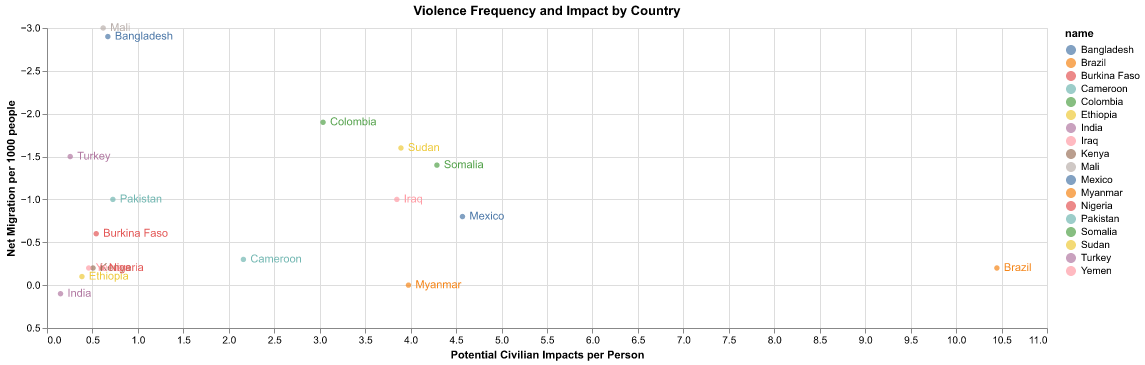 Violence Frequency and Impact by Country
Net Migration per 1000 people
−3.0
−2.5
−2.0
−1.5
−1.0
−0.5
0.0
0.5
Mali
Bangladesh
Colombia
Sudan
Turkey
Somalia
Pakistan
Iraq
Mexico
Burkina Faso
Cameroon
Yemen
Kenya
Nigeria
Brazil
Ethiopia
Myanmar
India
0.0 0.5 1.0 1.5 2.0 2.5 3.0 3.5 4.0 4.5 5.0 5.5 6.0 6.5 7.0 7.5 8.0 8.5 9.0 9.5 10.0 10.5 11.0
Potential Civilian Impacts per Person
name
Bangladesh
Brazil
Burkina Faso
Cameroon
Colombia
Ethiopia
India
Iraq
Kenya
Mali
Mexico
Myanmar
Nigeria
Pakistan
Somalia
Sudan
Turkey
Yemen